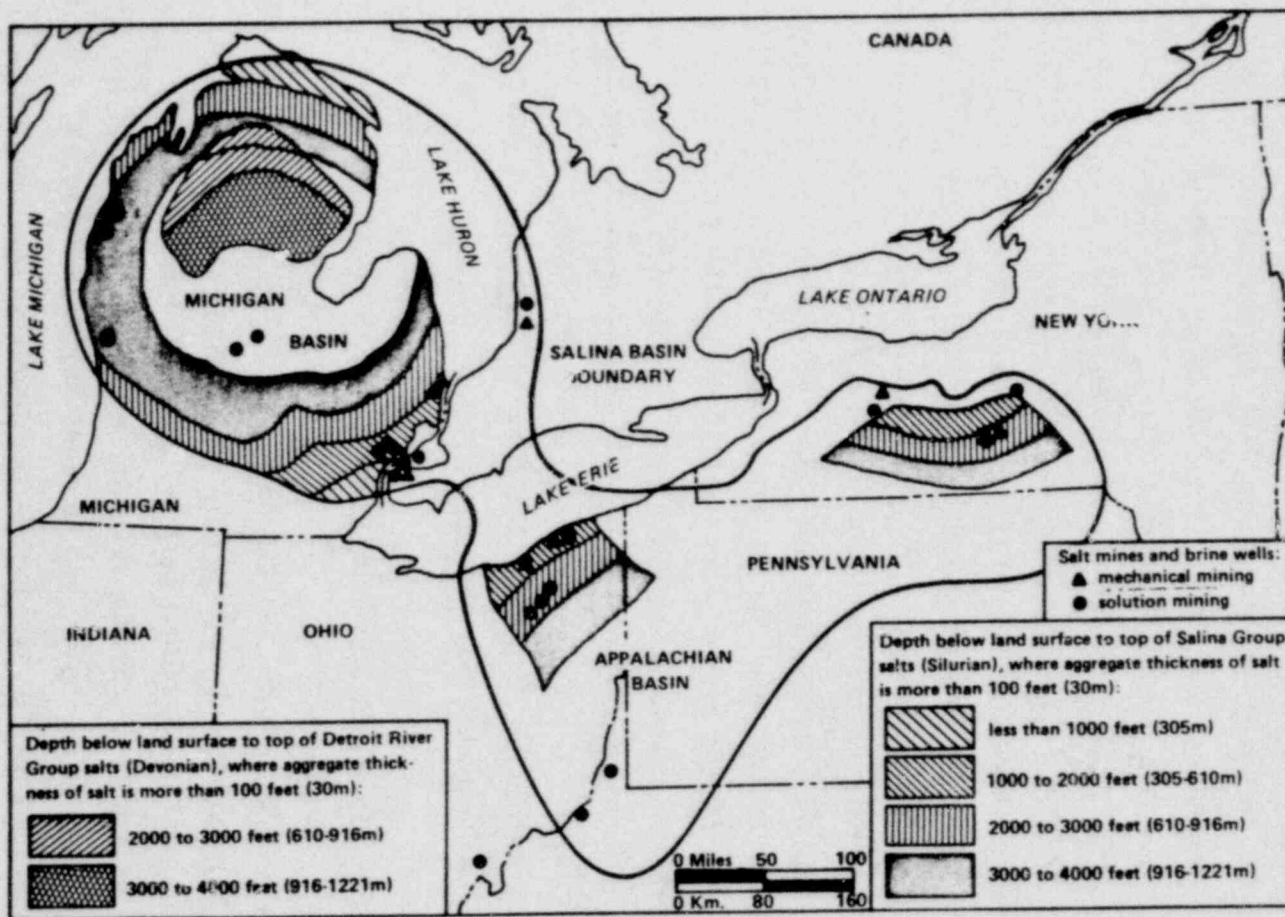 CANADA
LAKE HURON
LAKE MICHIGAN
LAKE ONTARIO
MICHIGAN
BASIN
NEW
SALINA BASIN
BOUNDARY
LAKE ERIE
MICHIGAN
PENNSYLVANIA
INDIANA
OHIO
APPALACHIAN
BASIN
Salt mines and brine wells:
mechanical mining
solution mining
Depth below land surface to top of Detroit River
Group salts (Devonian), where aggregate thick-
ness of salt is more than 100 feet (30m):
2000 to 3000 feet (610-916m)
3000 to 4000 feet (916-1221m)
Depth below land surface to top of Salina Group
salts (Silurian), where aggregate thickness of salt
is more than 100 feet (30m):
less than 1000 feet (305m)
1000 to 2000 feet (305-610m)
2000 to 3000 feet (610-916m)
3000 to 4000 feet (916-1221m)
0 Miles 50 100
0 Km. 80 160